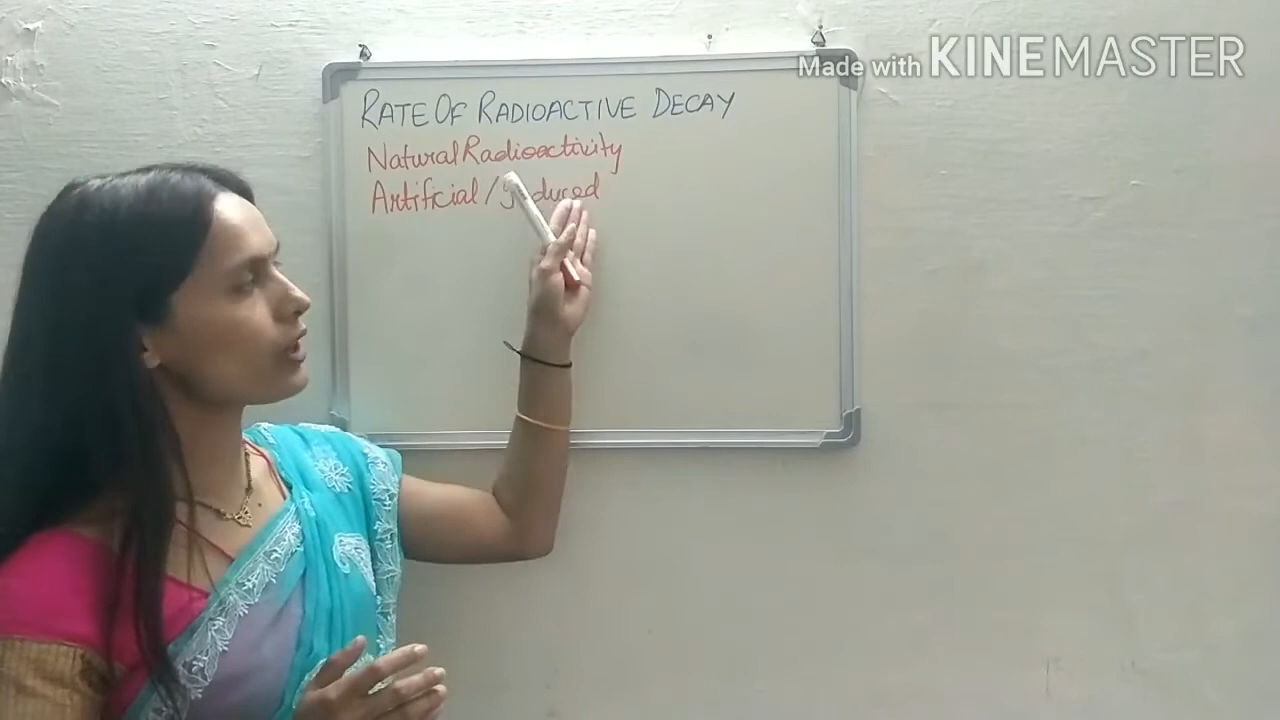 Made with KINEMASTER
RATE OF RADIOACTIVE DECAY
Natural Radioactivity
Artificial / Induced